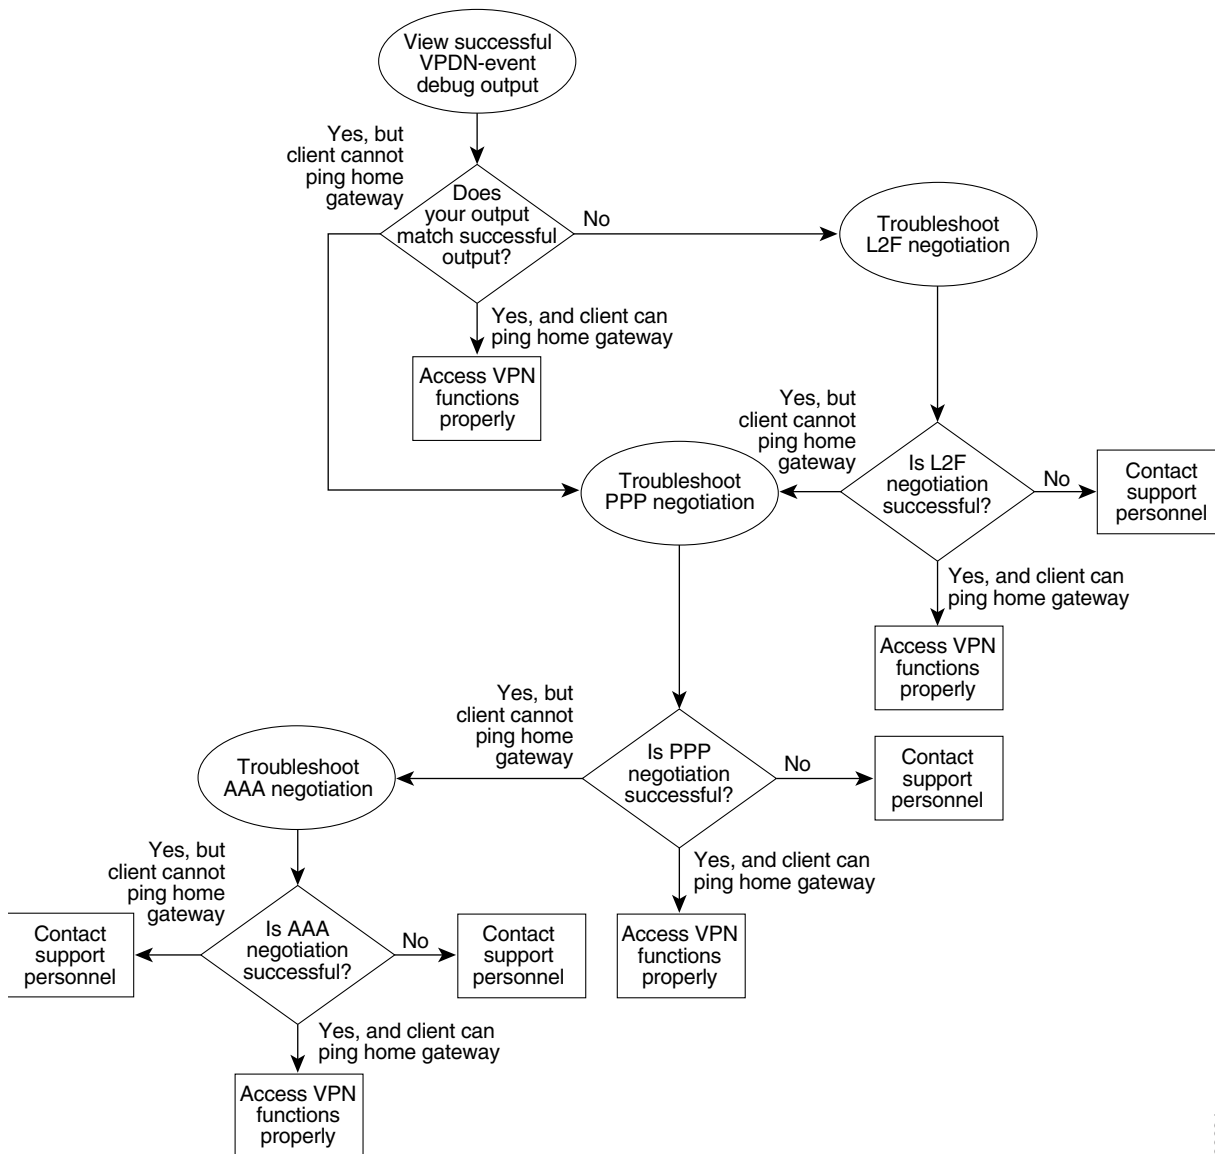 View successful
VPDN-event
debug output
Yes, but
client cannot
ping home
gateway
Does
your output
match successful
output?
No
Troubleshoot
L2F negotiation
Yes, and client can
ping home gateway
Access VPN
functions
properly
Yes, but
client cannot
ping home
gateway
Is L2F
negotiation
successful?
No
Contact
support
personnel
Troubleshoot
PPP negotiation
Yes, and client can
ping home gateway
Access VPN
functions
properly
Yes, but
client cannot
ping home
gateway
Is PPP
negotiation
successful?
No
Contact
support
personnel
Troubleshoot
AAA negotiation
Yes, and client can
ping home gateway
Access VPN
functions
properly
Yes, but
client cannot
ping home
gateway
Is AAA
negotiation
successful?
No
Contact
support
personnel
Contact
support
personnel
Yes, and client can
ping home gateway
Access VPN
functions
properly